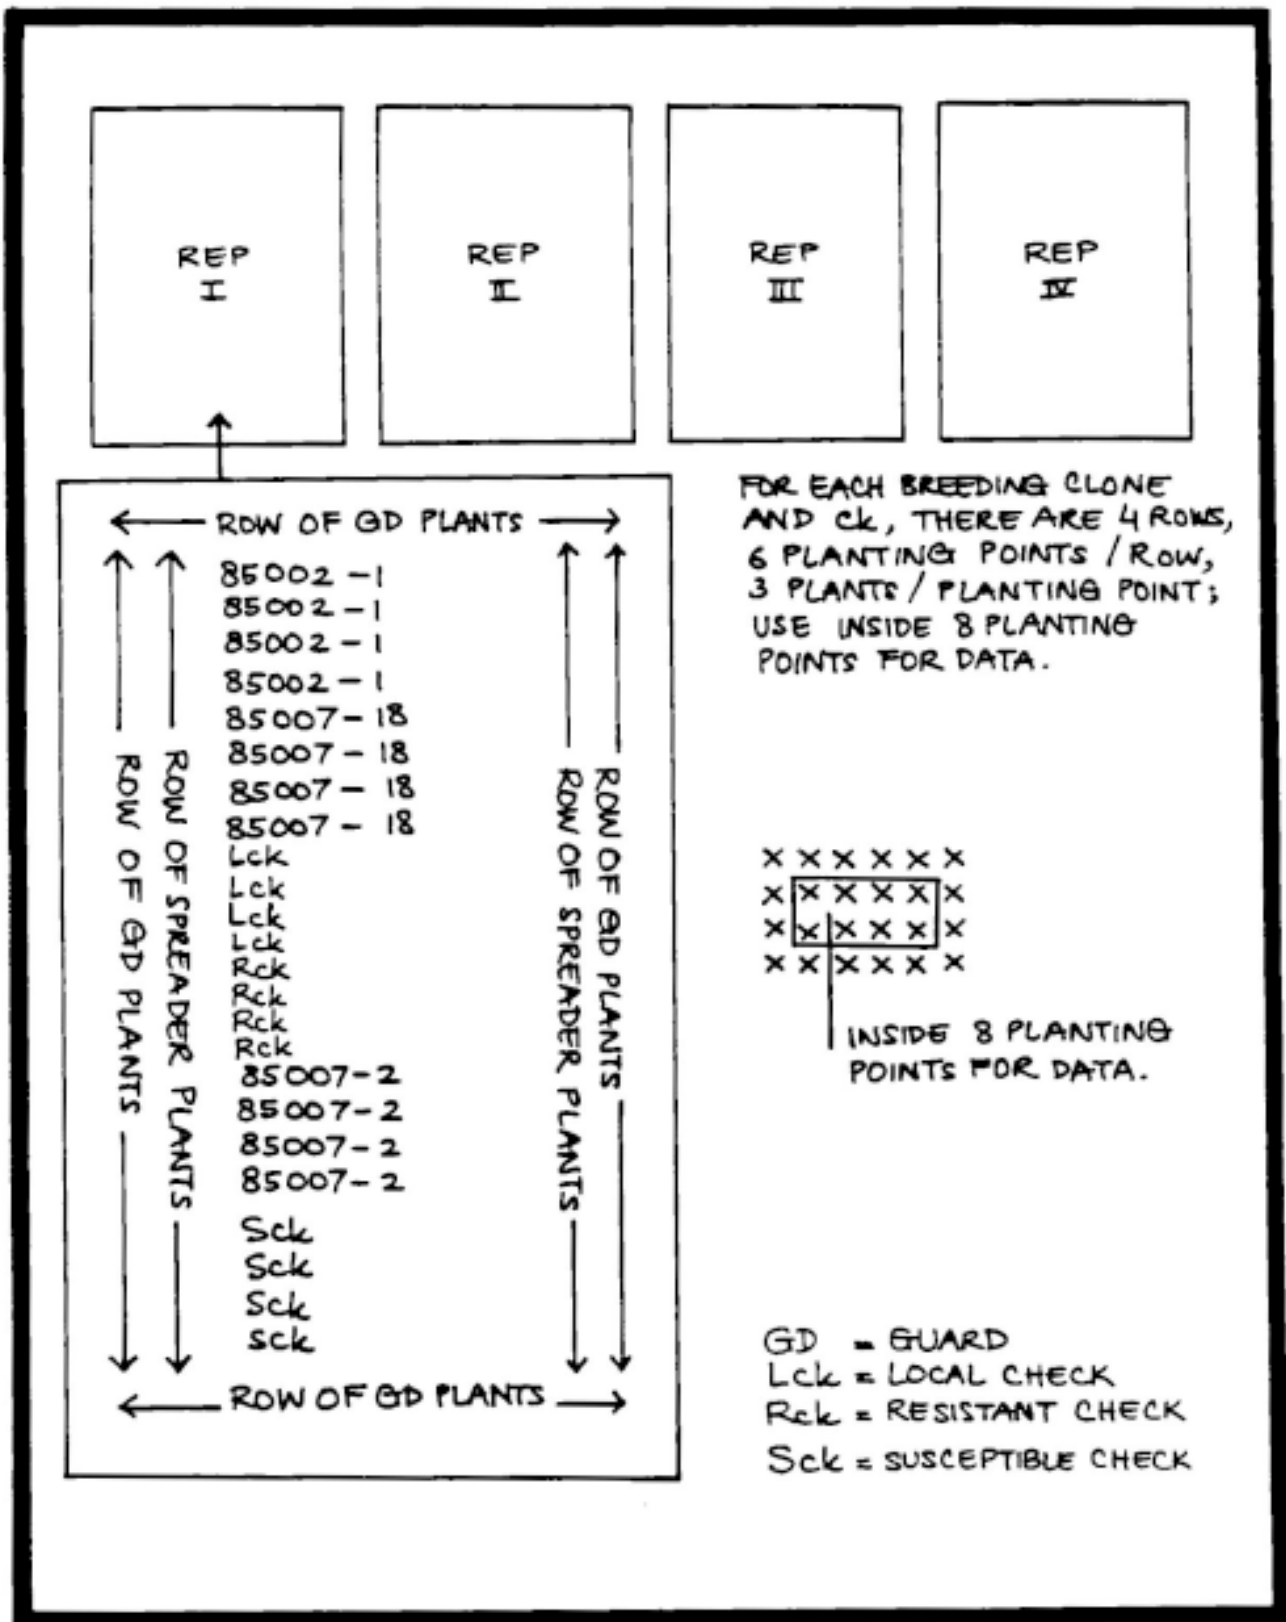 REP
I
REP
II
REP
III
REP
IV
FOR EACH BREEDING CLONE
AND Ck, THERE ARE 4 ROWS,
6 PLANTING POINTS / ROW,
3 PLANTS / PLANTING POINT;
USE INSIDE 8 PLANTING
POINTS FOR DATA.
ROW OF GD PLANTS
ROW OF GD PLANTS
ROW OF SPREADER PLANTS
85002-1
85002-1
85002-1
85002-1
85007-18
85007-18
85007-18
85007-18
Lck
Lck
Lck
Lck
Rck
Rck
Rck
Rck
85007-2
85007-2
85007-2
85007-2
Sck
Sck
Sck
Sck
ROW OF SPREADER PLANTS
ROW OF GD PLANTS
ROW OF GD PLANTS
X X X X X X
X X X X X X
X X X X X X
X X X X X X
INSIDE 8 PLANTING
POINTS FOR DATA.
GD = GUARD
Lck = LOCAL CHECK
Rck = RESISTANT CHECK
Sck = SUSCEPTIBLE CHECK